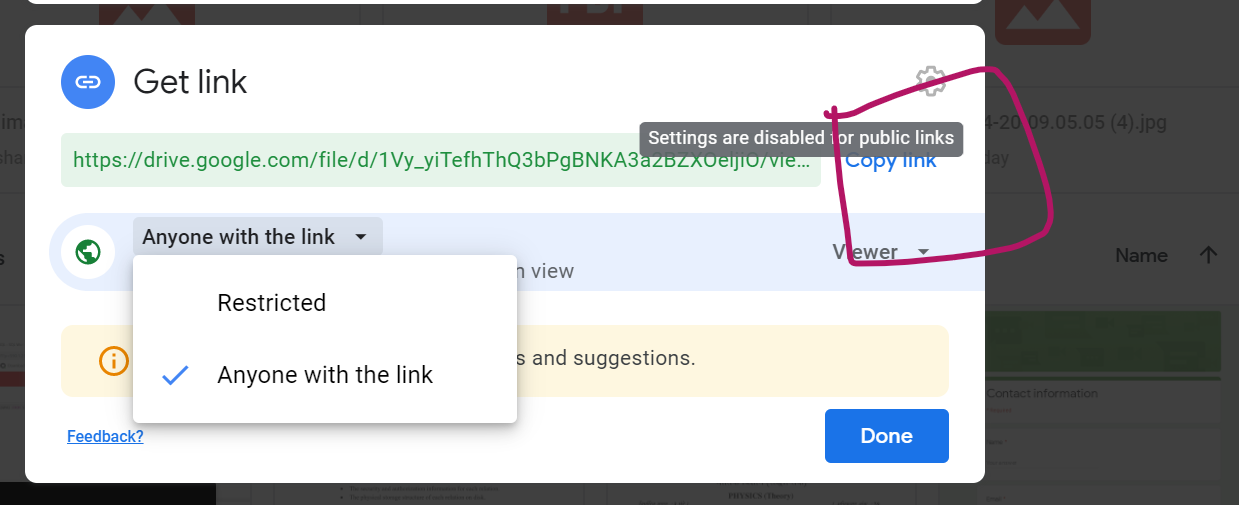 PDF
Get link
-20 09.05.05 (4).jpg
Settings are disabled for public links
https://drive.google.com/file/d/1Vy_yiTefhThQ3bPgBNKA3a2BZXOeIjIO/vie...
Copy link
day
Anyone with the link
Viewer
Name
view
Restricted
and suggestions.
Anyone with the link
Contact information
Feedback?
Done
PHYSICS (Theory)